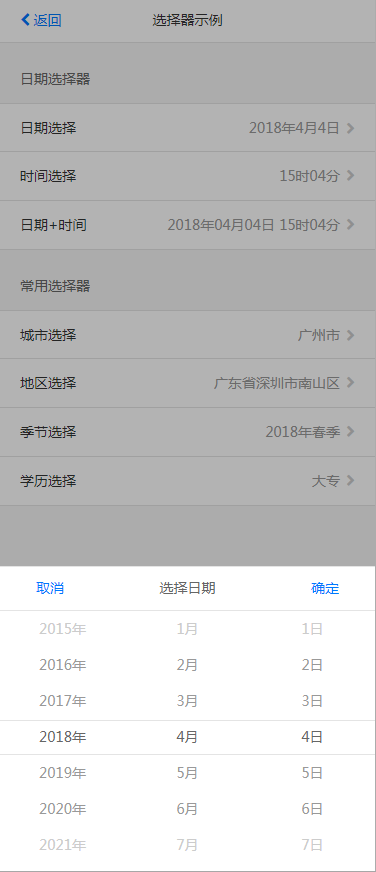 返回 选择器示例
日期选择器
日期选择 2018年4月4日
时间选择 15时04分
日期+时间 2018年04月04日 15时04分
常用选择器
城市选择 广州市
地区选择 广东省深圳市南山区
季节选择 2018年春季
学历选择 大专
取消 选择日期 确定
2015年 1月 1日
2016年 2月 2日
2017年 3月 3日
2018年 4月 4日
2019年 5月 5日
2020年 6月 6日
2021年 7月 7日